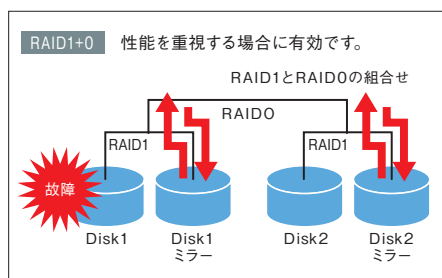 RAID1+0 性能を重視する場合に有効です。
RAID1とRAID0の組合せ
RAID0
RAID1 RAID1
故障
Disk1 Disk1 Disk2 Disk2
ミラー ミラー